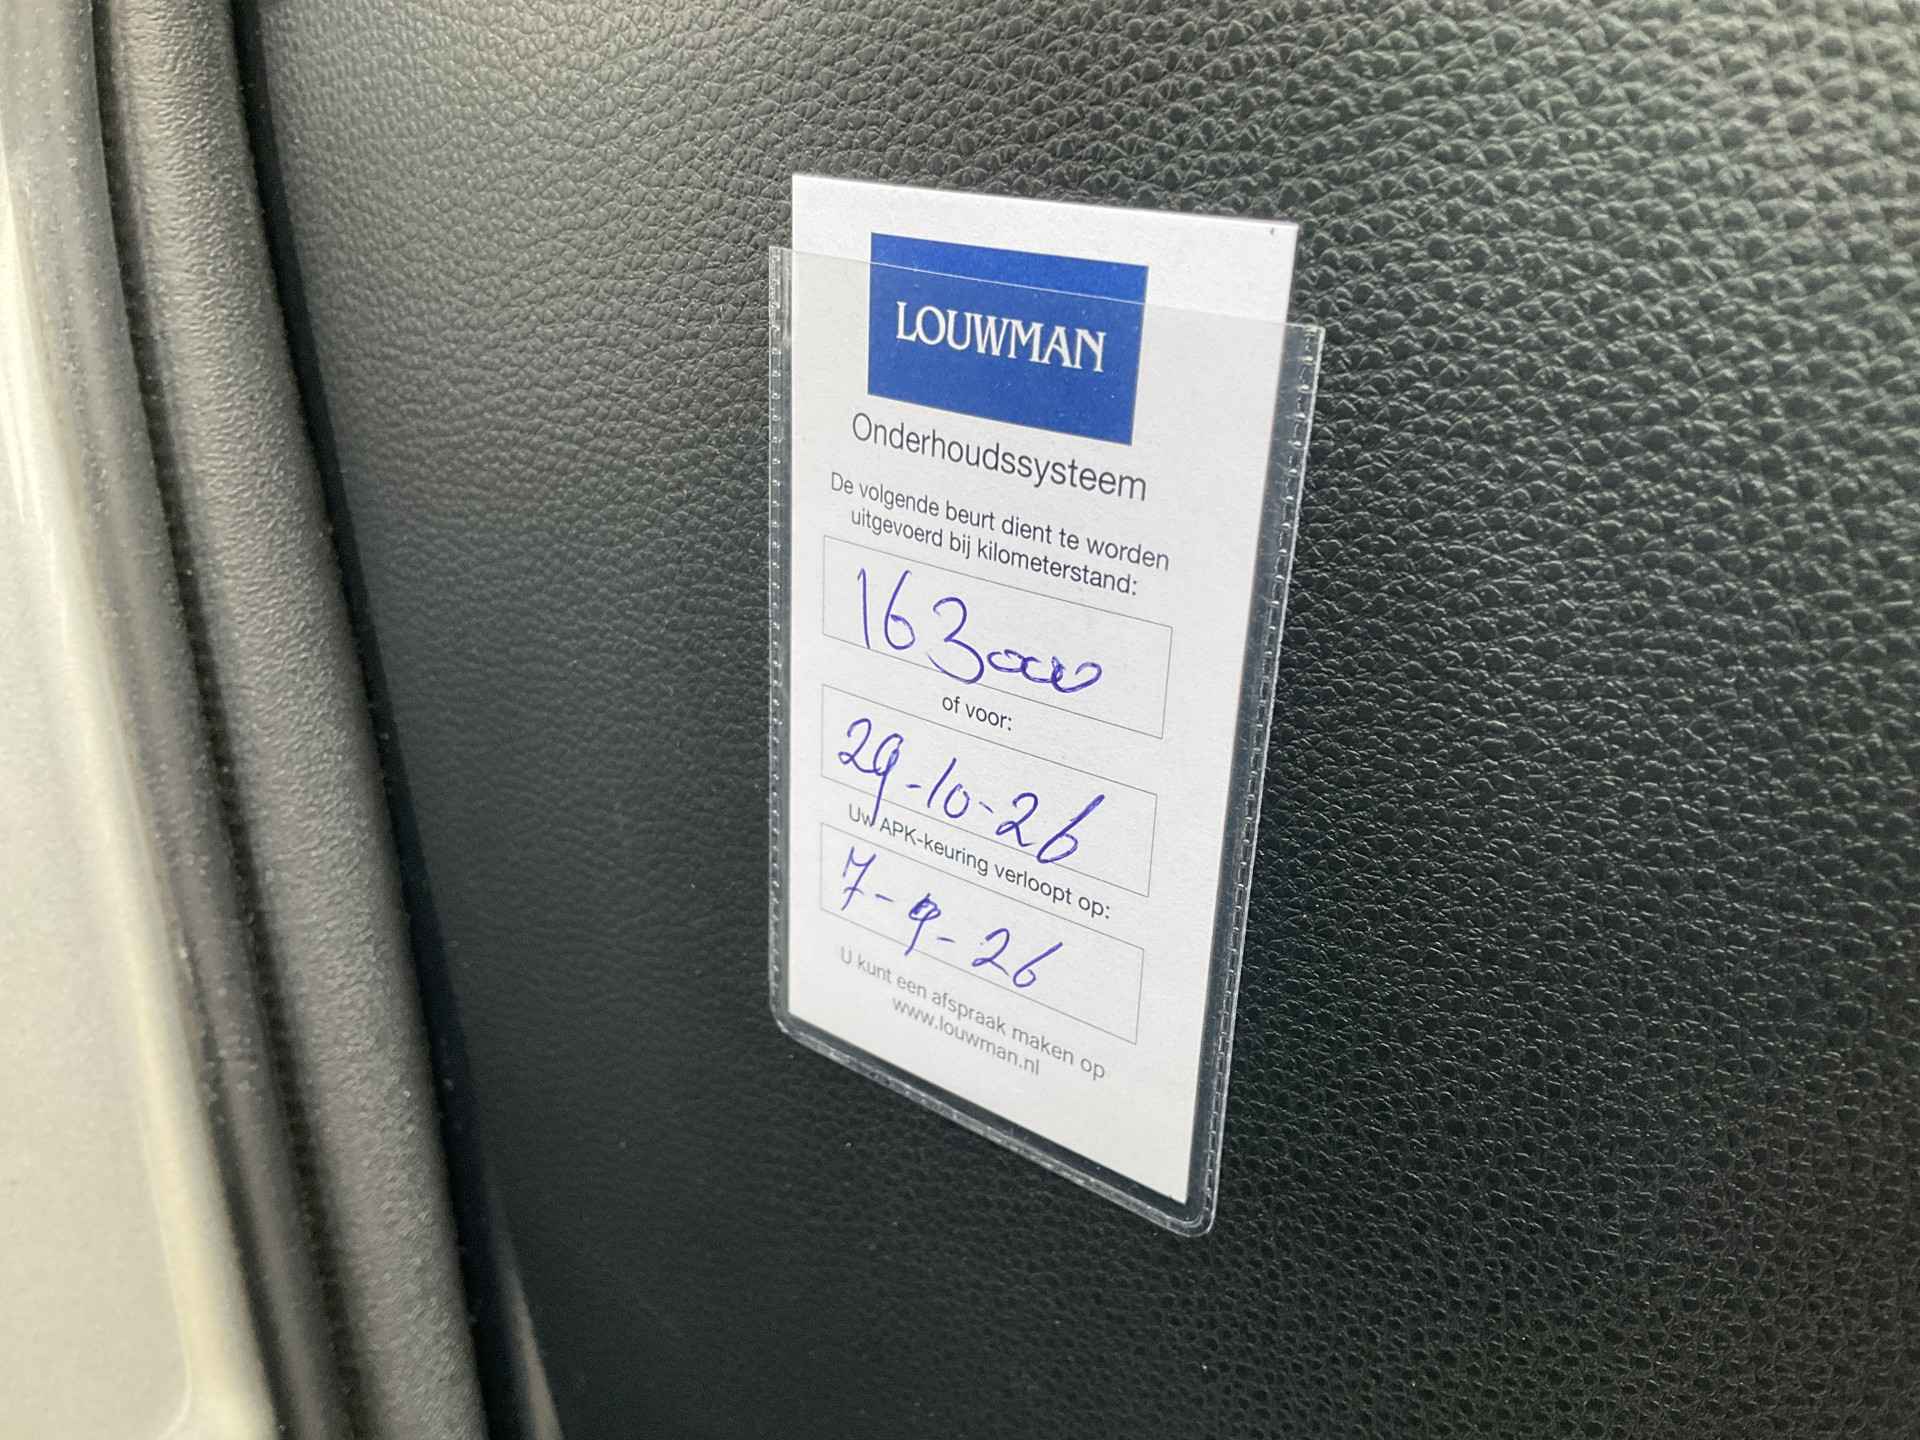 LOUWMAN
Onderhoudssysteem
De volgende beurt dient te worden
uitgevoerd bij kilometerstand:
163000
of voor:
29-10-26
Uw APK-keuring verloopt op:
7-9-26
U kunt een afspraak maken op
www.louwman.nl